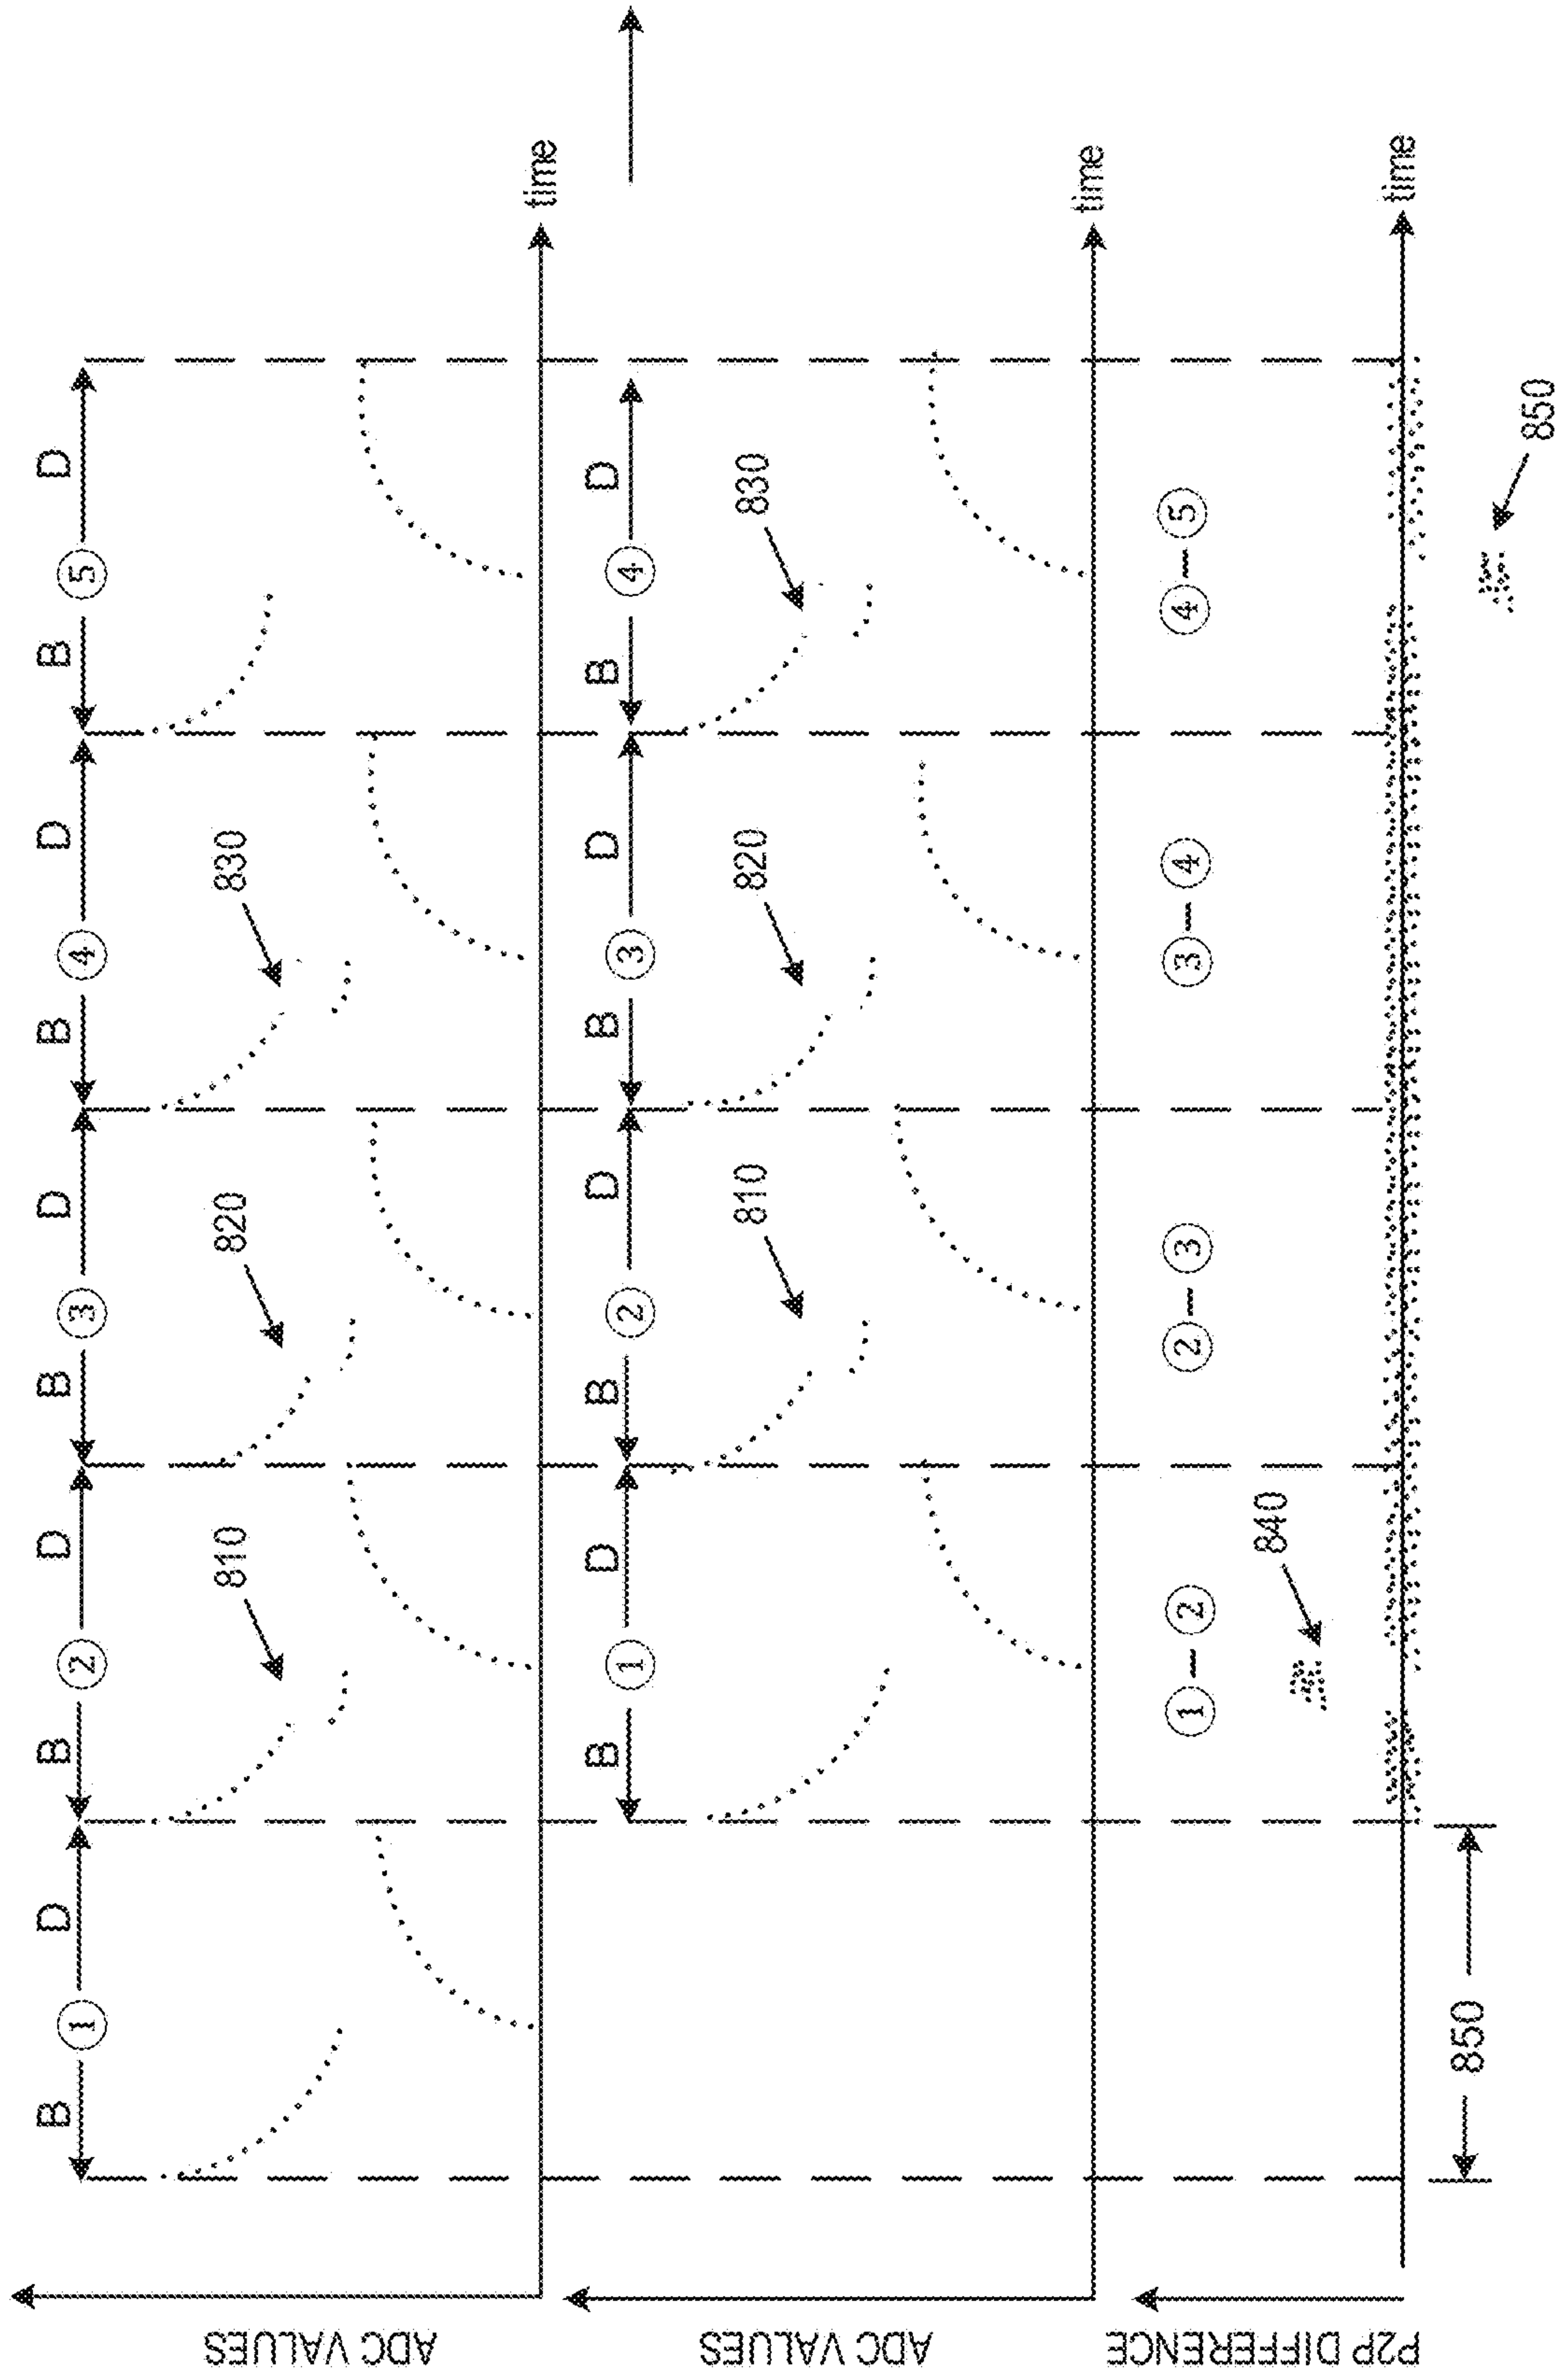 B ① D B ② D B ③ D B ④ D B ⑤ D
810 820 830
ADC VALUES
time
B ① D B ② D B ③ D B ④ D
810 820 830
ADC VALUES
time
①–② ②–③ ③–④ ④–⑤
840
P2P DIFFERENCE
time
850
850